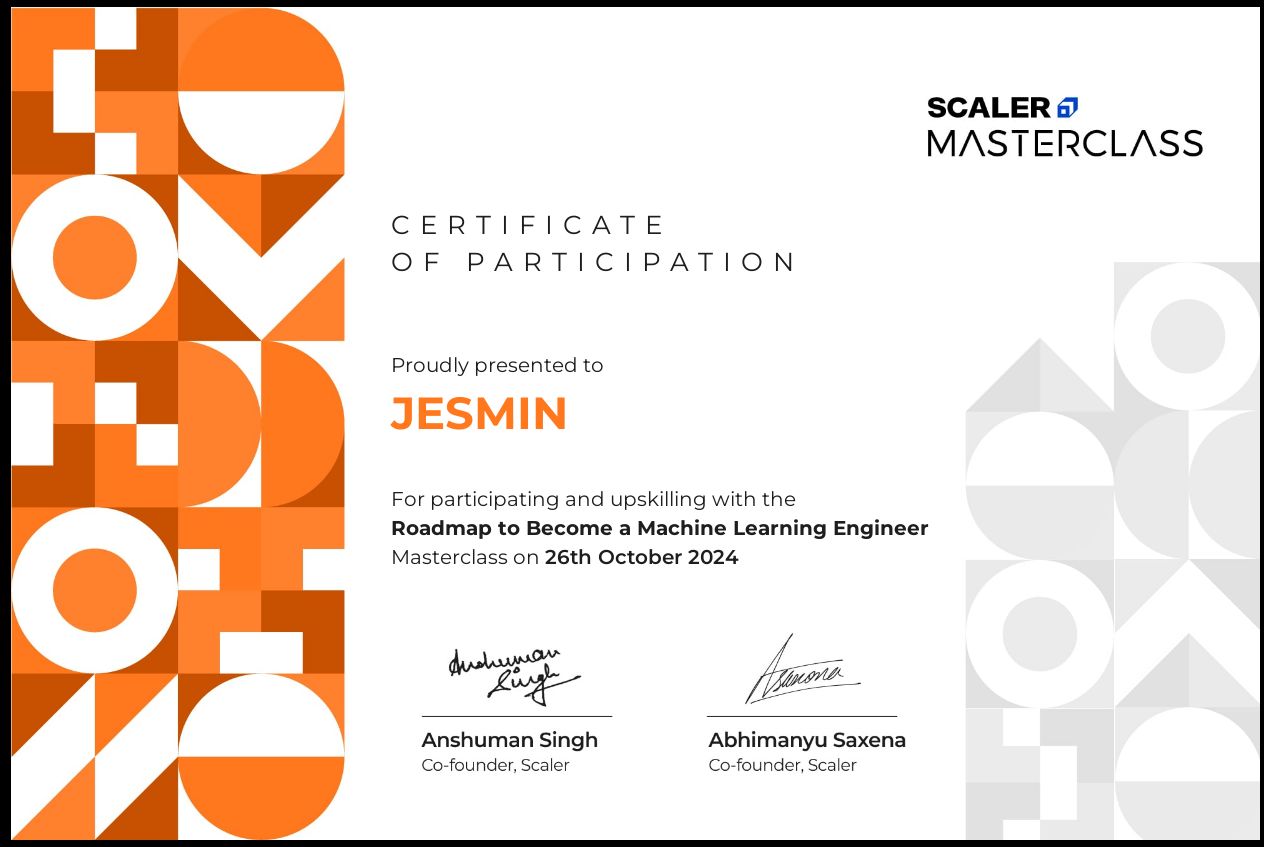 SCALER
MASTERCLASS
CERTIFICATE
OF PARTICIPATION
Proudly presented to
JESMIN
For participating and upskilling with the
Roadmap to Become a Machine Learning Engineer
Masterclass on 26th October 2024
Anshuman
Singh
Asaxena
Anshuman Singh
Co-founder, Scaler
Abhimanyu Saxena
Co-founder, Scaler